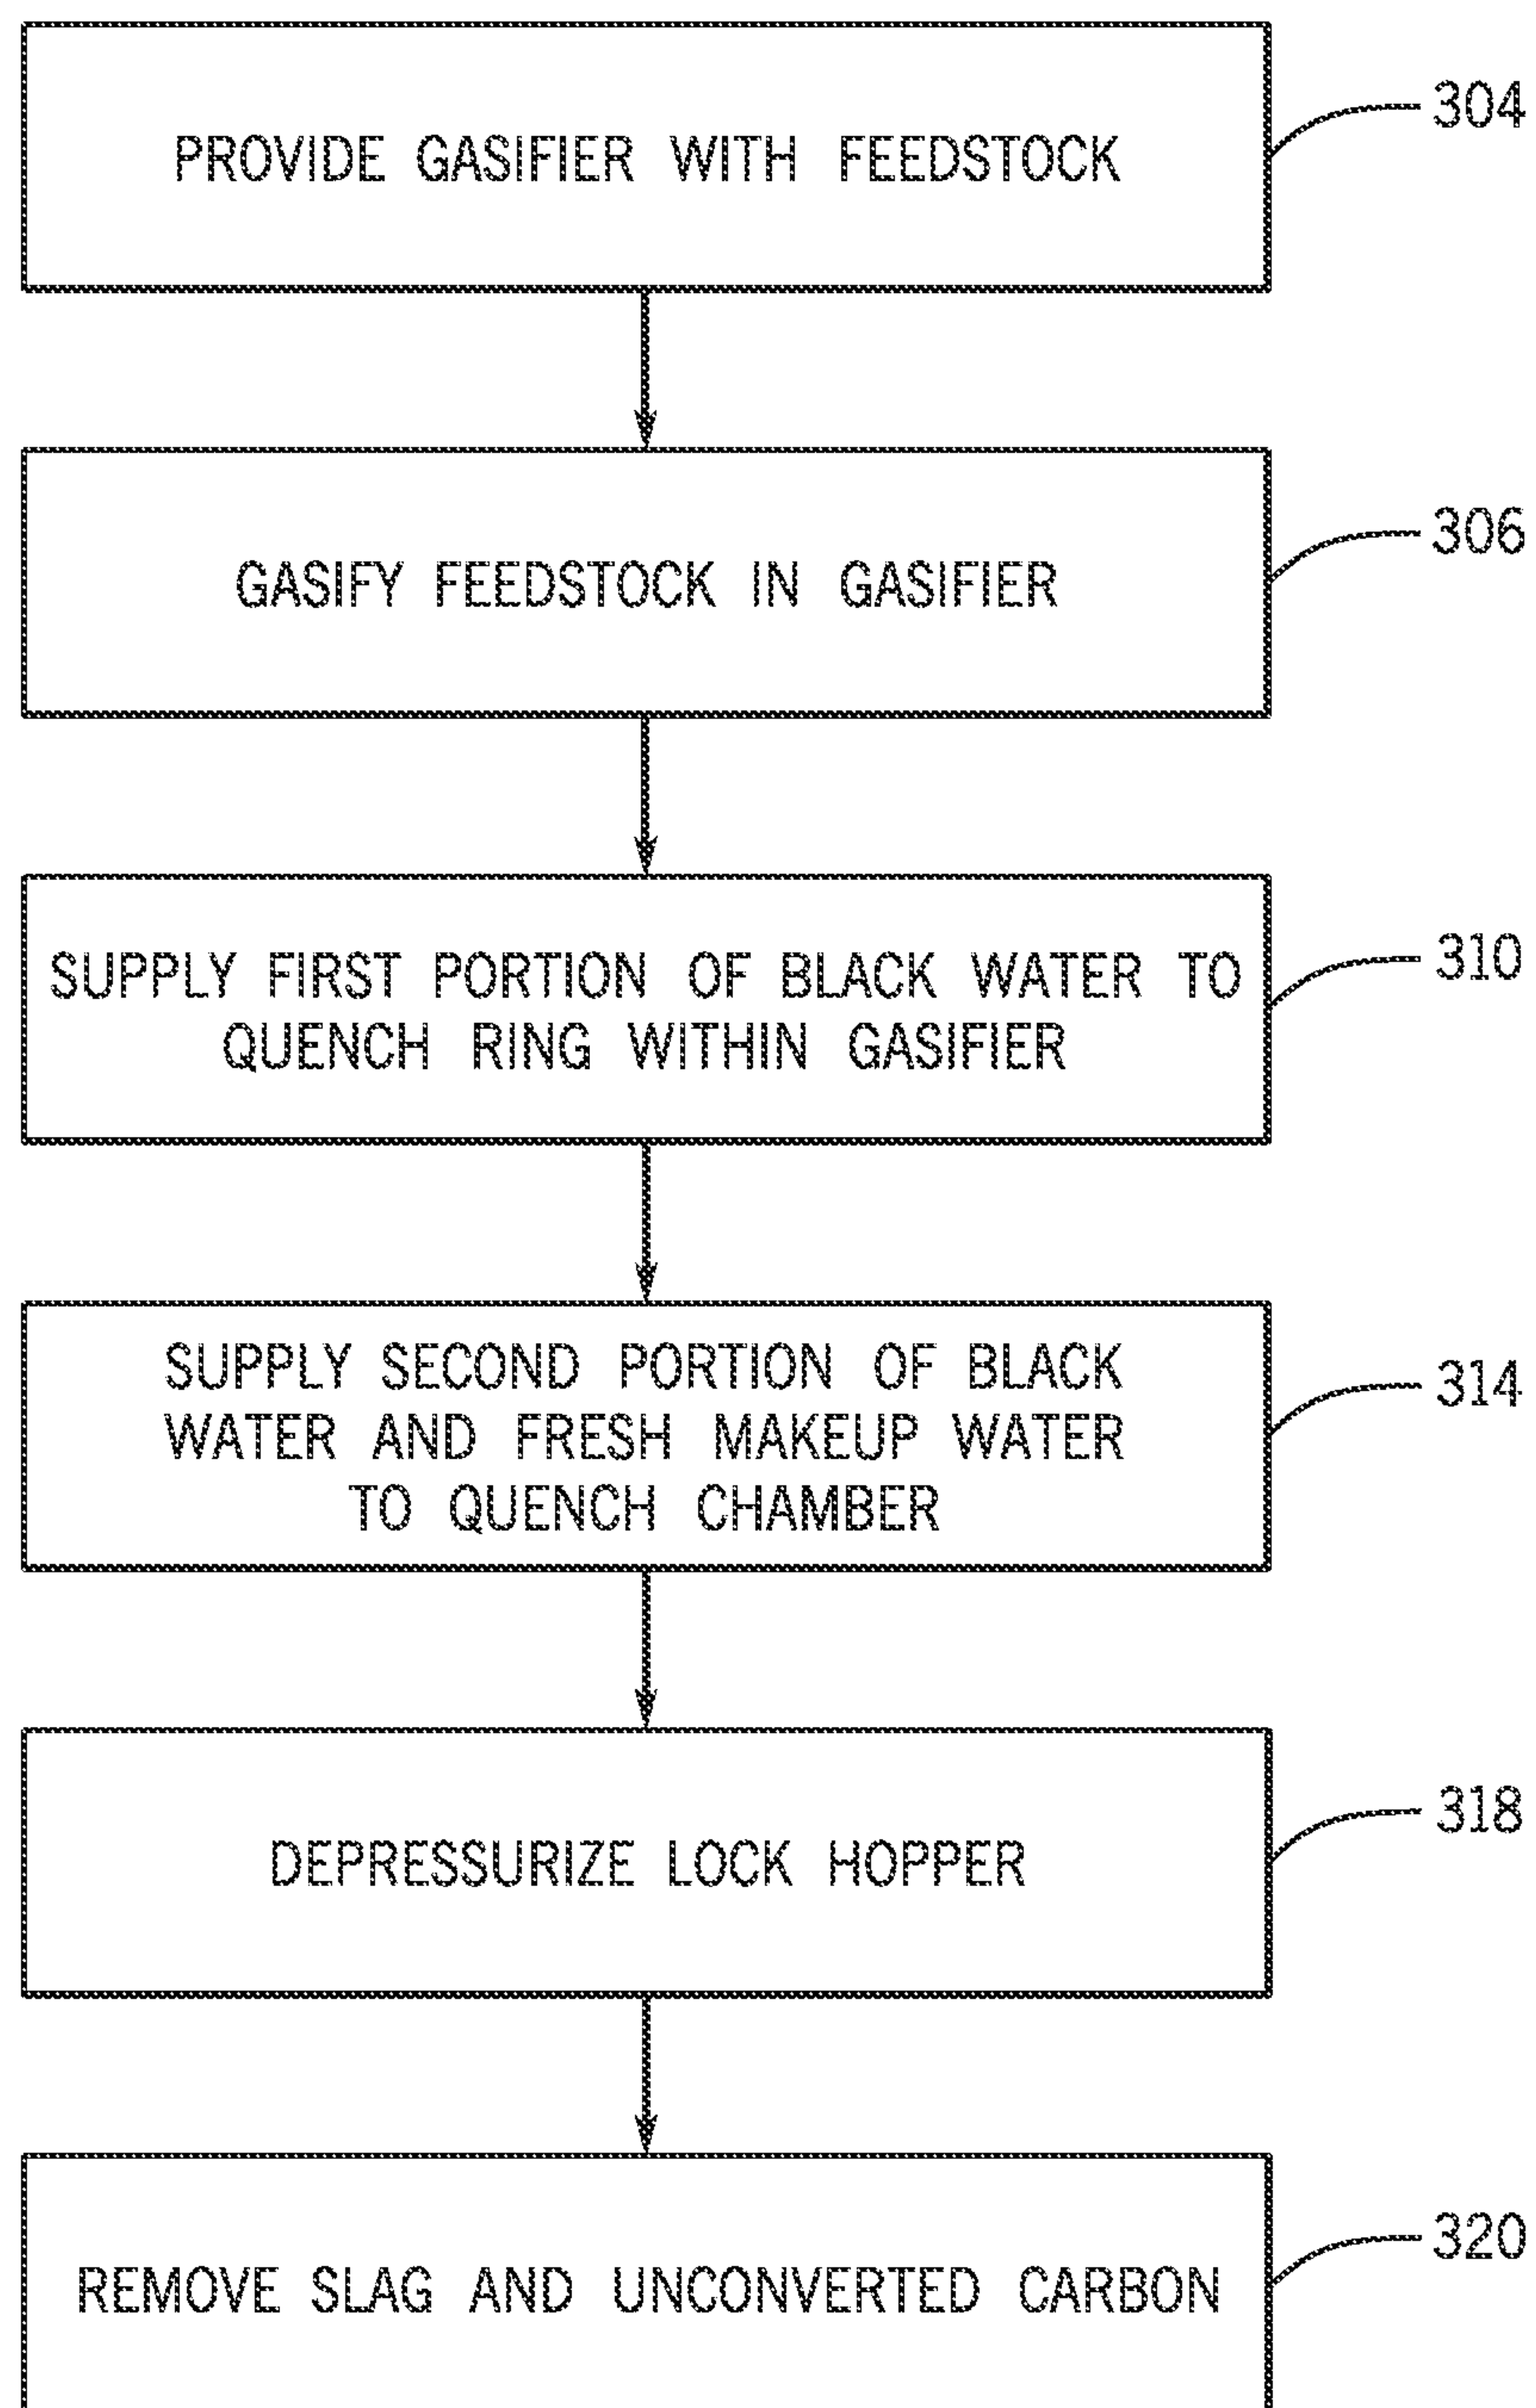 PROVIDE GASIFIER WITH FEEDSTOCK
304
GASIFY FEEDSTOCK IN GASIFIER
306
SUPPLY FIRST PORTION OF BLACK WATER TO
QUENCH RING WITHIN GASIFIER
310
SUPPLY SECOND PORTION OF BLACK
WATER AND FRESH MAKEUP WATER
TO QUENCH CHAMBER
314
DEPRESSURIZE LOCK HOPPER
318
REMOVE SLAG AND UNCONVERTED CARBON
320